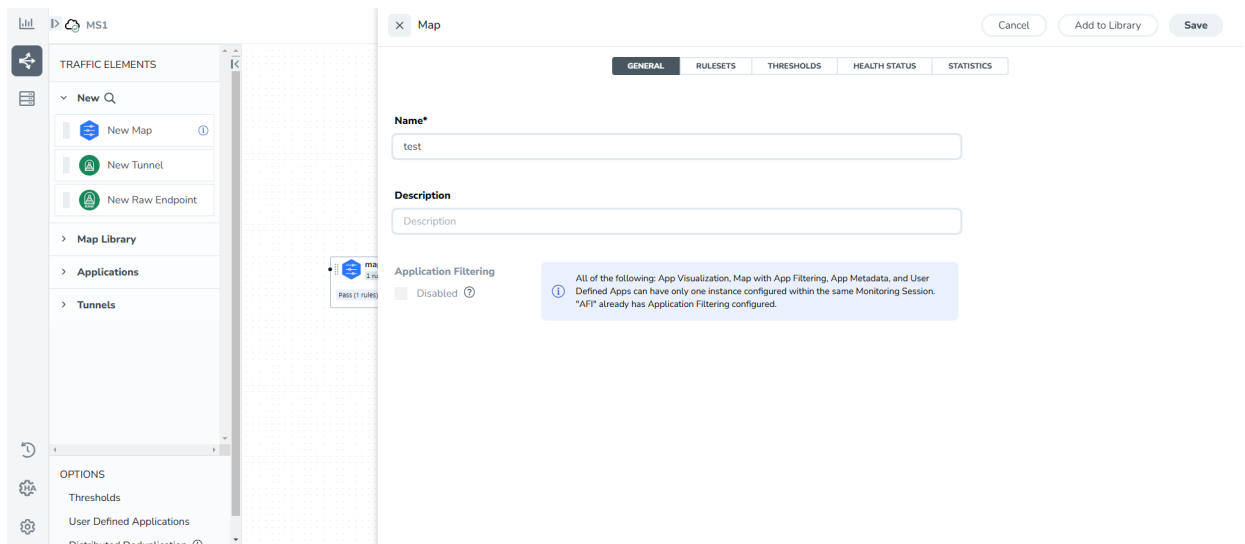 MS1
Map
Cancel
Add to Library
Save
TRAFFIC ELEMENTS
New
New Map
New Tunnel
New Raw Endpoint
Map Library
Applications
Tunnels
OPTIONS
Thresholds
User Defined Applications
Distributed Deduplication
HA
Pass (1 rules)
GENERAL
RULESETS
THRESHOLDS
HEALTH STATUS
STATISTICS
Name*
test
Description
Description
Application Filtering
Disabled
All of the following: App Visualization, Map with App Filtering, App Metadata, and User
Defined Apps can have only one instance configured within the same Monitoring Session.
"AFI" already has Application Filtering configured.